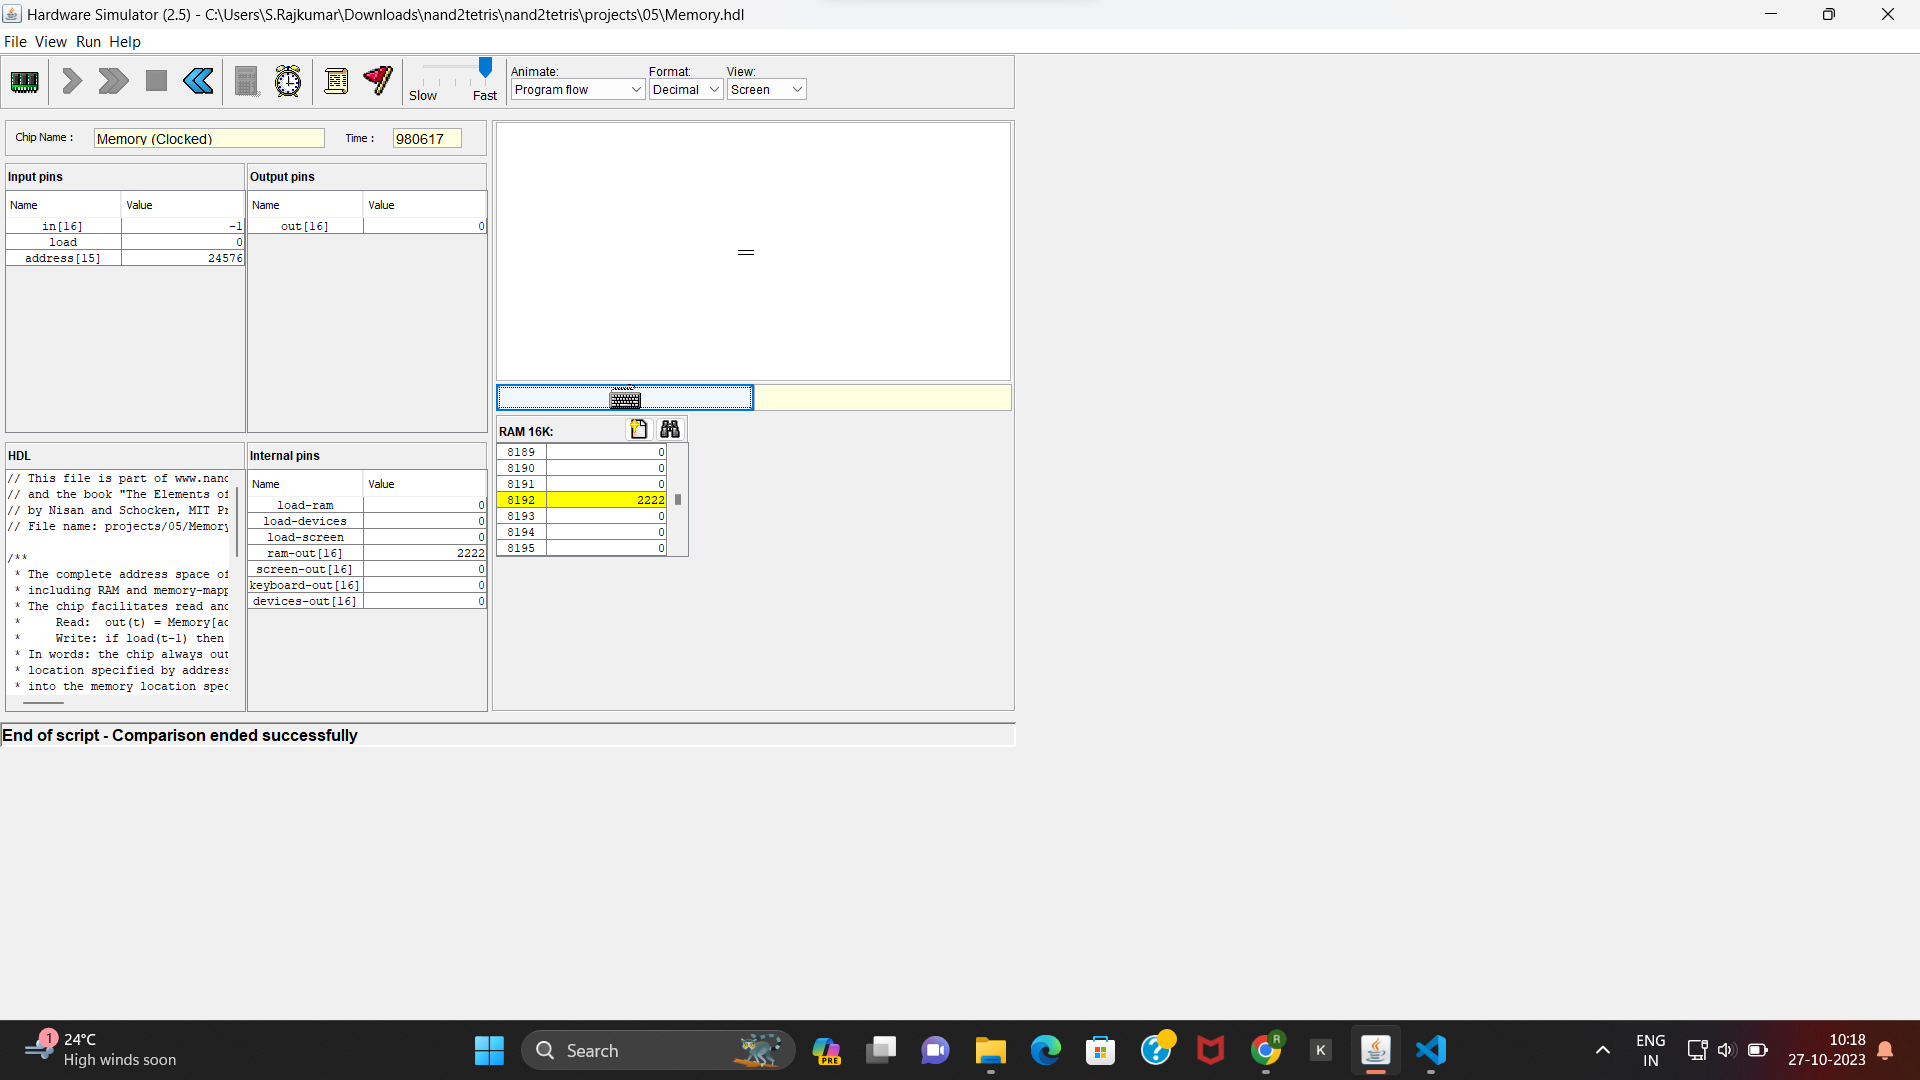 Hardware Simulator (2.5) - C:\Users\S.Rajkumar\Downloads\nand2tetris\nand2tetris\projects\05\Memory.hdl
File View Run Help
Slow Fast
Animate: Format: View:
Program flow Decimal Screen
Chip Name : Memory (Clocked) Time : 980617
Input pins
Name Value
in[16] -1
load 0
address[15] 24576
Output pins
Name Value
out[16] 0
HDL
// This file is part of www.nand
// and the book "The Elements of
// by Nisan and Schocken, MIT Pr
// File name: projects/05/Memory
/**
* The complete address space of
* including RAM and memory-mapp
* The chip facilitates read and
* Read: out(t) = Memory[ad
* Write: if load(t-1) then
* In words: the chip always out
* location specified by address
* into the memory location spec
Internal pins
Name Value
load-ram 0
load-devices 0
load-screen 0
ram-out[16] 2222
screen-out[16] 0
keyboard-out[16] 0
devices-out[16] 0
RAM 16K:
8189 0
8190 0
8191 0
8192 2222
8193 0
8194 0
8195 0
End of script - Comparison ended successfully
1
24°C
High winds soon
Search
PRE
R
K
ENG
IN
10:18
27-10-2023